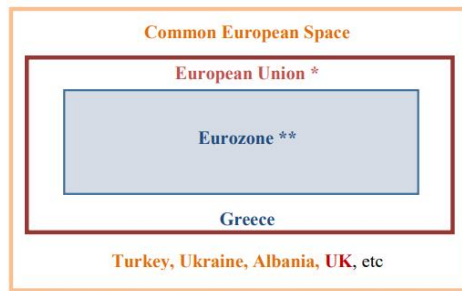 Common European Space
European Union *
Eurozone **
Greece
Turkey, Ukraine, Albania, UK, etc